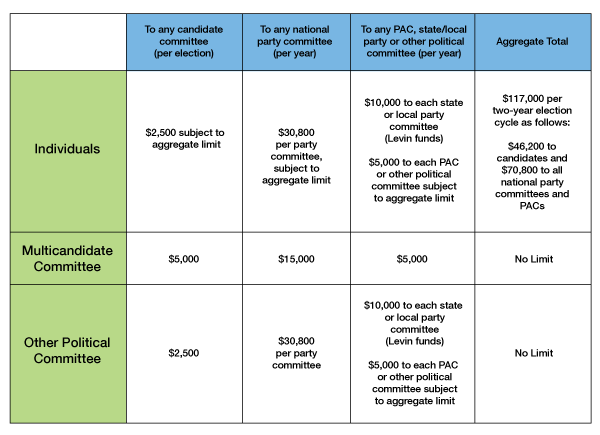 To any candidate
committee
(per election)
To any national
party committee
(per year)
To any PAC, state/local
party or other political
committee (per year)
Aggregate Total
Individuals
$2,500 subject to
aggregate limit
$30,800
per party
committee,
subject to
aggregate limit
$10,000 to each state
or local party
committee
(Levin funds)
$5,000 to each PAC
or other political
committee subject
to aggregate limit
$117,000 per
two-year election
cycle as follows:
$46,200 to
candidates and
$70,800 to all
national party
committees and
PACs
Multicandidate
Committee
$5,000
$15,000
$5,000
No Limit
Other Political
Committee
$2,500
$30,800
per party
committee
$10,000 to each state
or local party
committee
(Levin funds)
$5,000 to each PAC
or other political
committee subject
to aggregate limit
No Limit